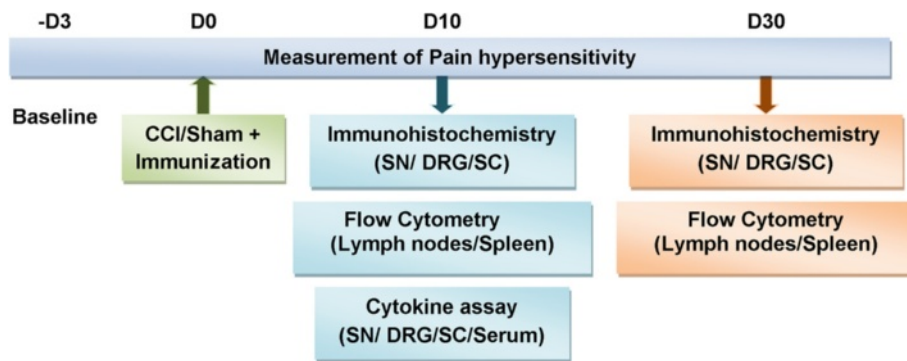 -D3 D0 D10 D30
Measurement of Pain hypersensitivity
Baseline
CCI/Sham +
Immunization
Immunohistochemistry
(SN/ DRG/SC)
Immunohistochemistry
(SN/ DRG/SC)
Flow Cytometry
(Lymph nodes/Spleen)
Flow Cytometry
(Lymph nodes/Spleen)
Cytokine assay
(SN/ DRG/SC/Serum)